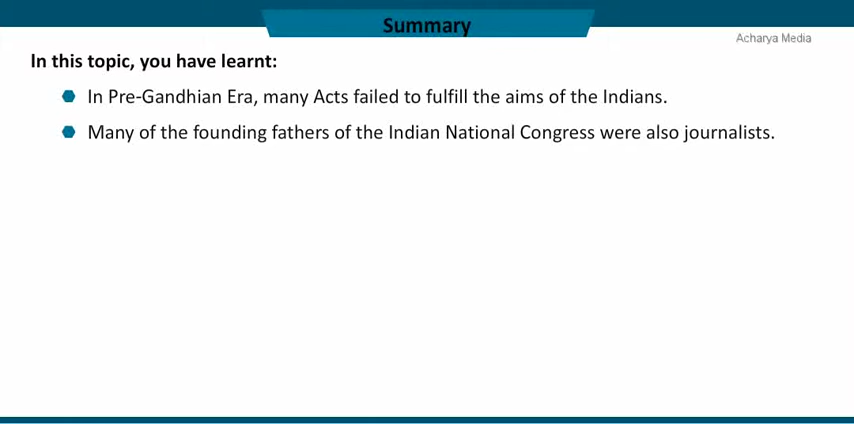 Summary
Acharya Media
In this topic, you have learnt:
In Pre-Gandhian Era, many Acts failed to fulfill the aims of the Indians.
Many of the founding fathers of the Indian National Congress were also journalists.